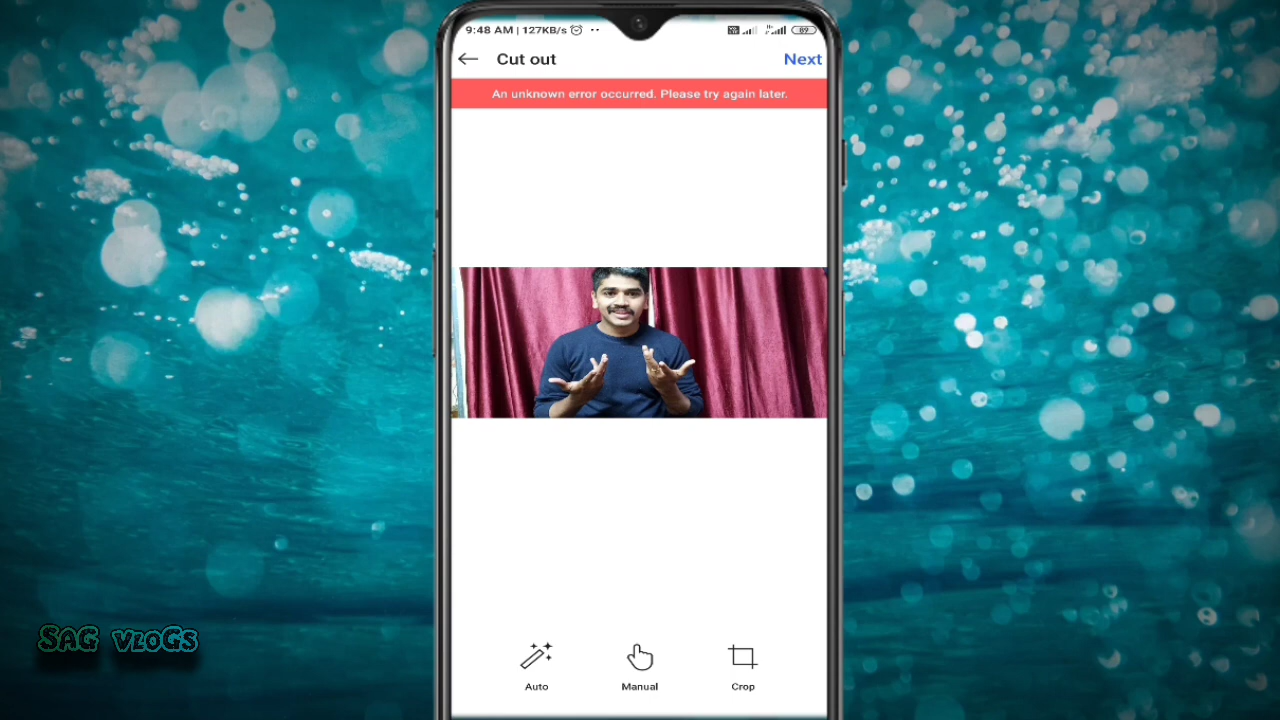 9:48 AM | 127KB/s
89
Cut out
Next
An unknown error occurred. Please try again later.
SAG VLOGS
Auto
Manual
Crop